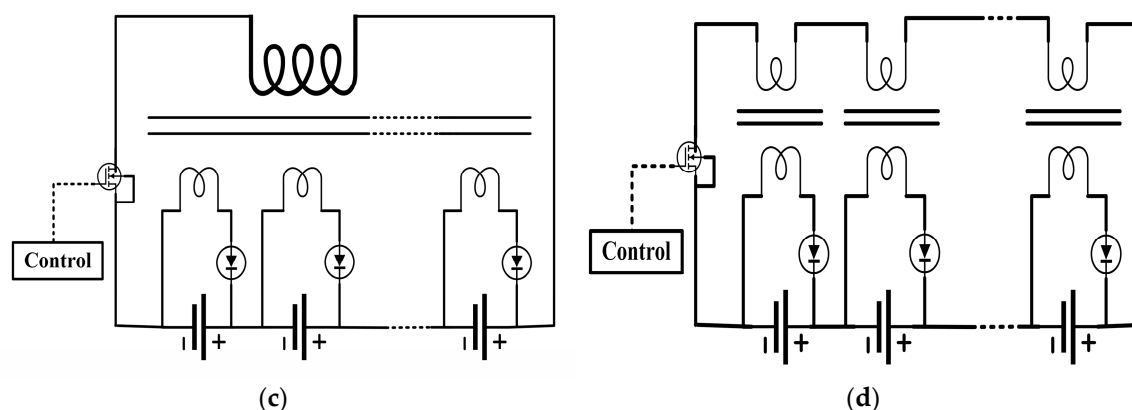 Control
Control
I + I + I +
I + I + I +
(c)
(d)